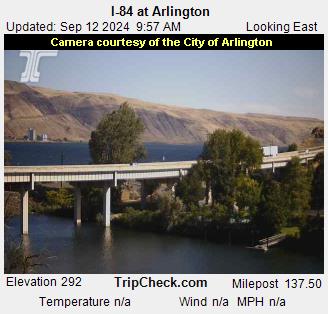 I-84 at Arlington
Updated: Sep 12 2024 9:57 AM Looking East
Camera courtesy of the City of Arlington
Elevation 292 TripCheck.com Milepost 137.50
Temperature n/a Wind n/a MPH n/a